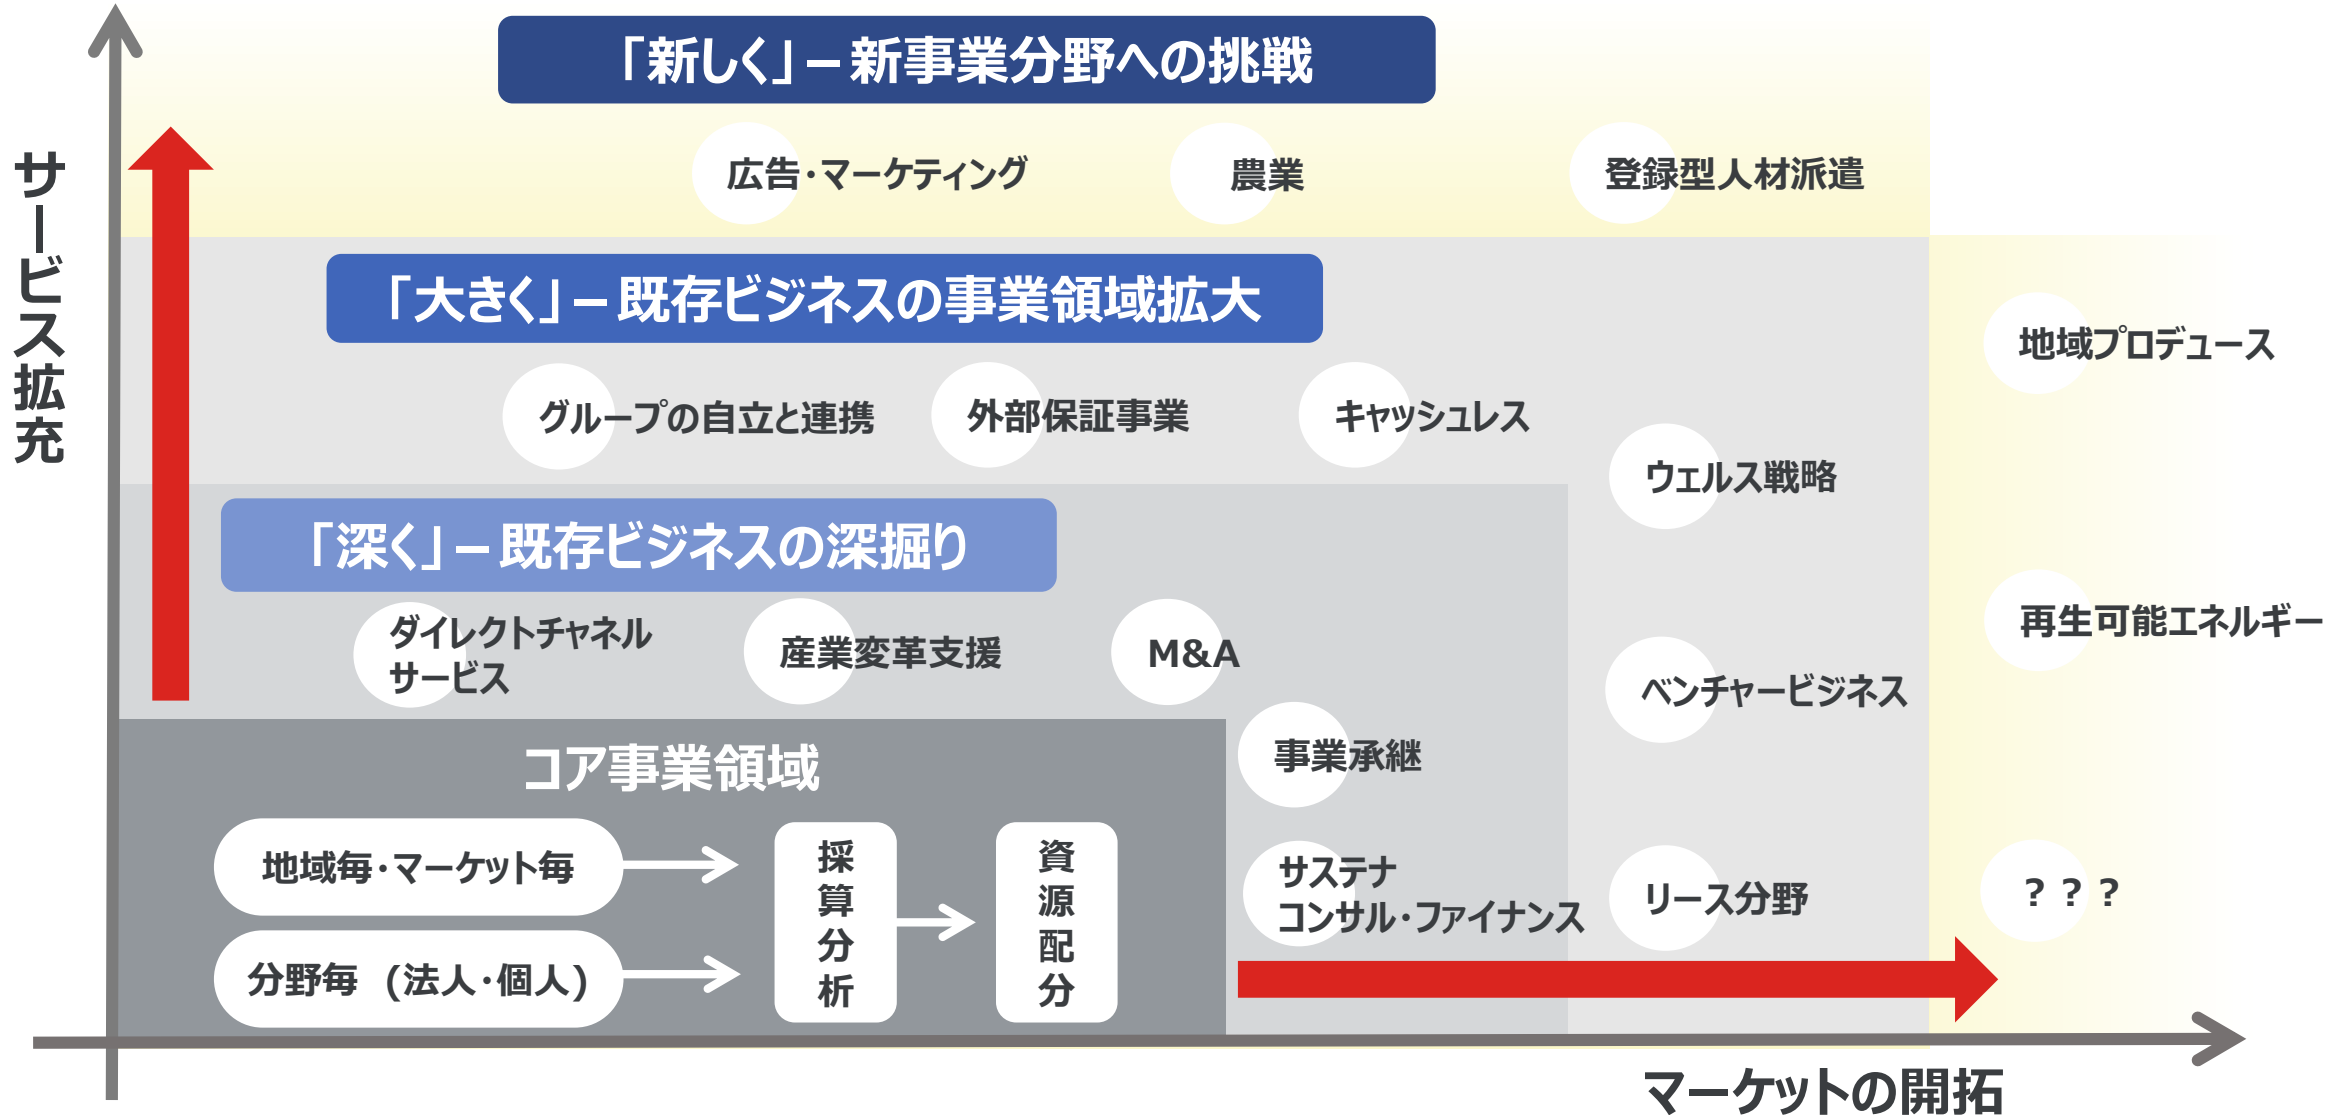 サービス拡充
「新しく」－新事業分野への挑戦
広告・マーケティング
農業
登録型人材派遣
「大きく」－既存ビジネスの事業領域拡大
グループの自立と連携
外部保証事業
キャッシュレス
ウェルス戦略
地域プロデュース
「深く」－既存ビジネスの深掘り
ダイレクトチャネル
サービス
産業変革支援
M&A
事業承継
サステナ
コンサル・ファイナンス
ベンチャービジネス
リース分野
再生可能エネルギー
？？？
コア事業領域
地域毎・マーケット毎
分野毎 (法人・個人)
採算分析
資源配分
マーケットの開拓